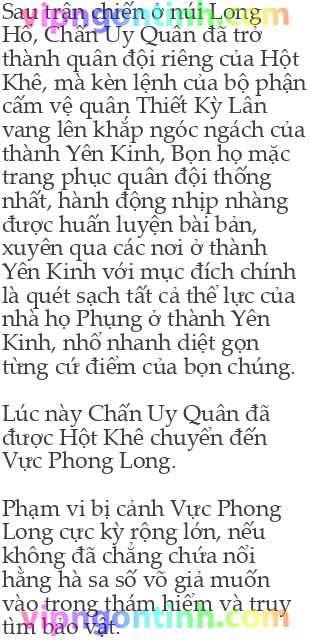 Sau trận chiến ở núi Long
Hổ, Chấn Uy Quân đã trở
thành quân đội riêng của Hột
Khê, mà kèn lệnh của bộ phận
cấm vệ quân Thiết Kỳ Lân
vang lên khắp ngóc ngách của
thành Yên Kinh, Bọn họ mặc
trang phục quân đội thống
nhất, hành động nhịp nhàng
được huấn luyện bài bản,
xuyên qua các nơi ở thành
Yên Kinh với mục đích chính
là quét sạch tất cả thể lực của
nhà họ Phụng ở thành Yên
Kinh, nhổ nhanh diệt gọn
từng cứ điểm của bọn chúng.
Lúc này Chấn Uy Quân đã
được Hột Khê chuyển đến
Vực Phong Long.
Phạm vi bị cảnh Vực Phong
Long cực kỳ rộng lớn, nếu
không đã chẳng chứa nổi
hằng hà sa số võ giả muốn
vào trong thám hiểm và truy
tìm bảo vật.
vipngontinh.com
vipngontinh.com